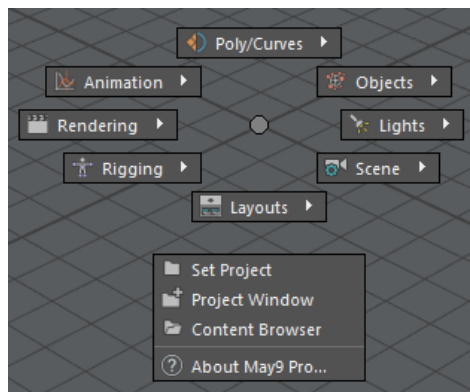 Poly/Curves
Animation
Objects
Rendering
Lights
Rigging
Scene
Layouts
Set Project
Project Window
Content Browser
? About May9 Pro...